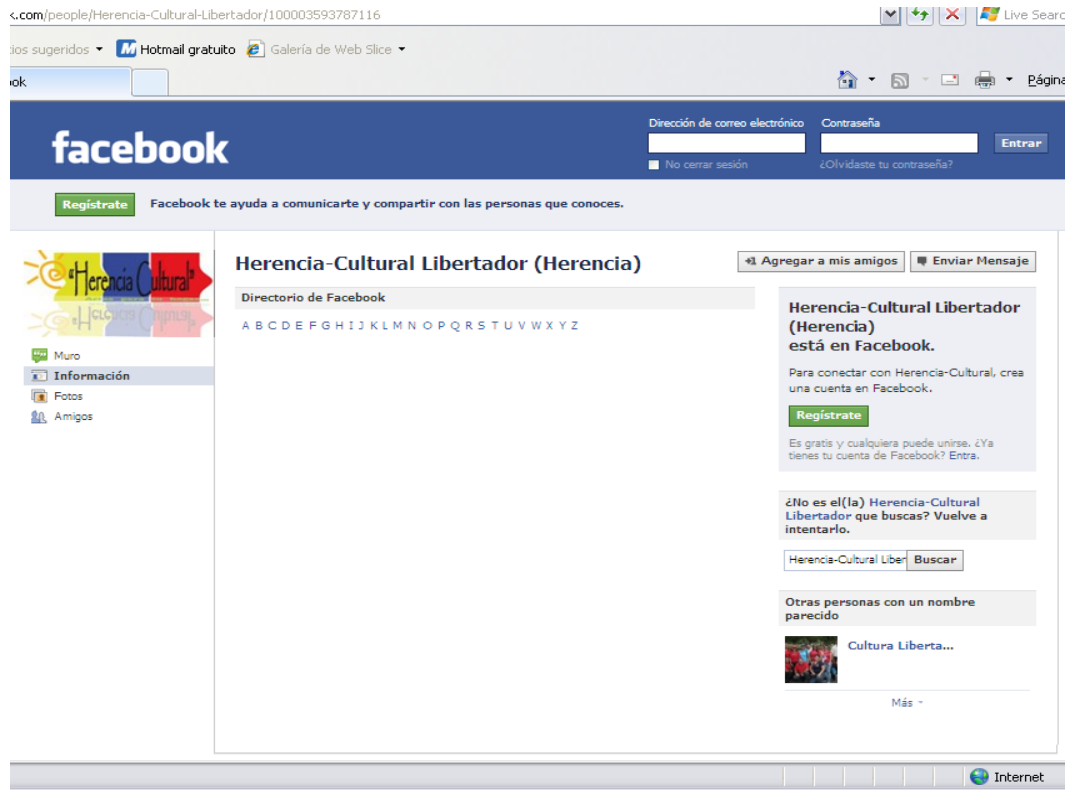 k.com/people/Herencia-Cultural-Libertador/100003593787116
Live Searc
ios sugeridos
Hotmail gratuito
Galería de Web Slice
ok
Página
facebook
Dirección de correo electrónico
Contraseña
Entrar
No cerrar sesión
¿Olvidaste tu contraseña?
Regístrate
Facebook te ayuda a comunicarte y compartir con las personas que conoces.
"Herencia Cultural"
Muro
Información
Fotos
Amigos
Herencia-Cultural Libertador (Herencia)
Agregar a mis amigos
Enviar Mensaje
Directorio de Facebook
A B C D E F G H I J K L M N O P Q R S T U V W X Y Z
Herencia-Cultural Libertador
(Herencia)
está en Facebook.
Para conectar con Herencia-Cultural, crea
una cuenta en Facebook.
Regístrate
Es gratis y cualquiera puede unirse. ¿Ya
tienes tu cuenta de Facebook? Entra.
¿No es el(la) Herencia-Cultural
Libertador que buscas? Vuelve a
intentarlo.
Herencia-Cultural Liber
Buscar
Otras personas con un nombre
parecido
Cultura Liberta...
Más
Internet